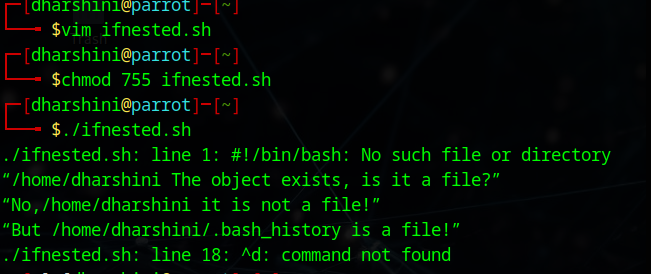 ┌─[dharshini@parrot]─[~]
└──╼ $vim ifnested.sh
┌─[dharshini@parrot]─[~]
└──╼ $chmod 755 ifnested.sh
┌─[dharshini@parrot]─[~]
└──╼ $./ifnested.sh
./ifnested.sh: line 1: #!/bin/bash: No such file or directory
“/home/dharshini The object exists, is it a file?”
“No,/home/dharshini it is not a file!”
“But /home/dharshini/.bash_history is a file!”
./ifnested.sh: line 18: ^d: command not found